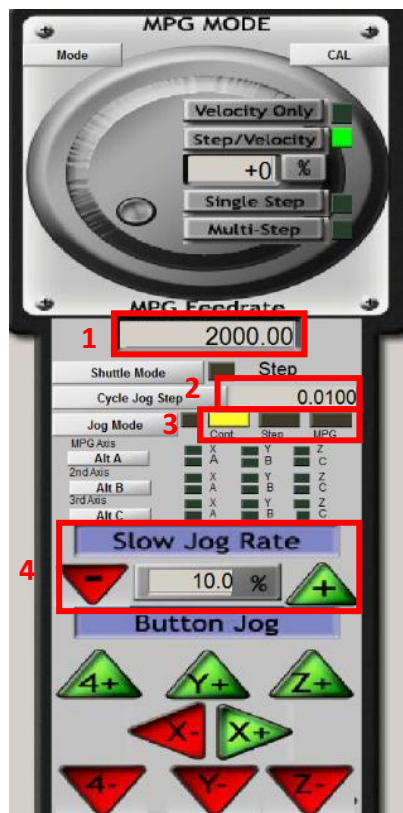 MPG MODE
Mode CAL
Velocity Only
Step/Velocity
+0 %
Single Step
Multi-Step
MPG Feedrate
1 2000.00
Shuttle Mode Step
2
Cycle Jog Step 0.0100
Jog Mode 3 Cont. Step MPG
MPG Axis
Alt A X Y Z
A B C
2nd Axis
Alt B X Y Z
A B C
3rd Axis
Alt C X Y Z
A B C
Slow Jog Rate
4 - 10.0 % +
Button Jog
4+ Y+ Z+
X- X+
4- Y- Z-